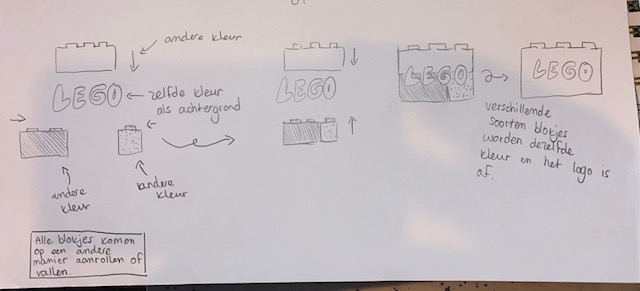 andere kleur
LEGO
zelfde kleur
als achtergrond
andere
kleur
andere
kleur
Alle blokjes komen
op een andere
manier aanrollen of
vallen.
LEGO
LEGO
LEGO
verschillende
soorten blokjes
worden dezelfde
kleur en het logo is
af.